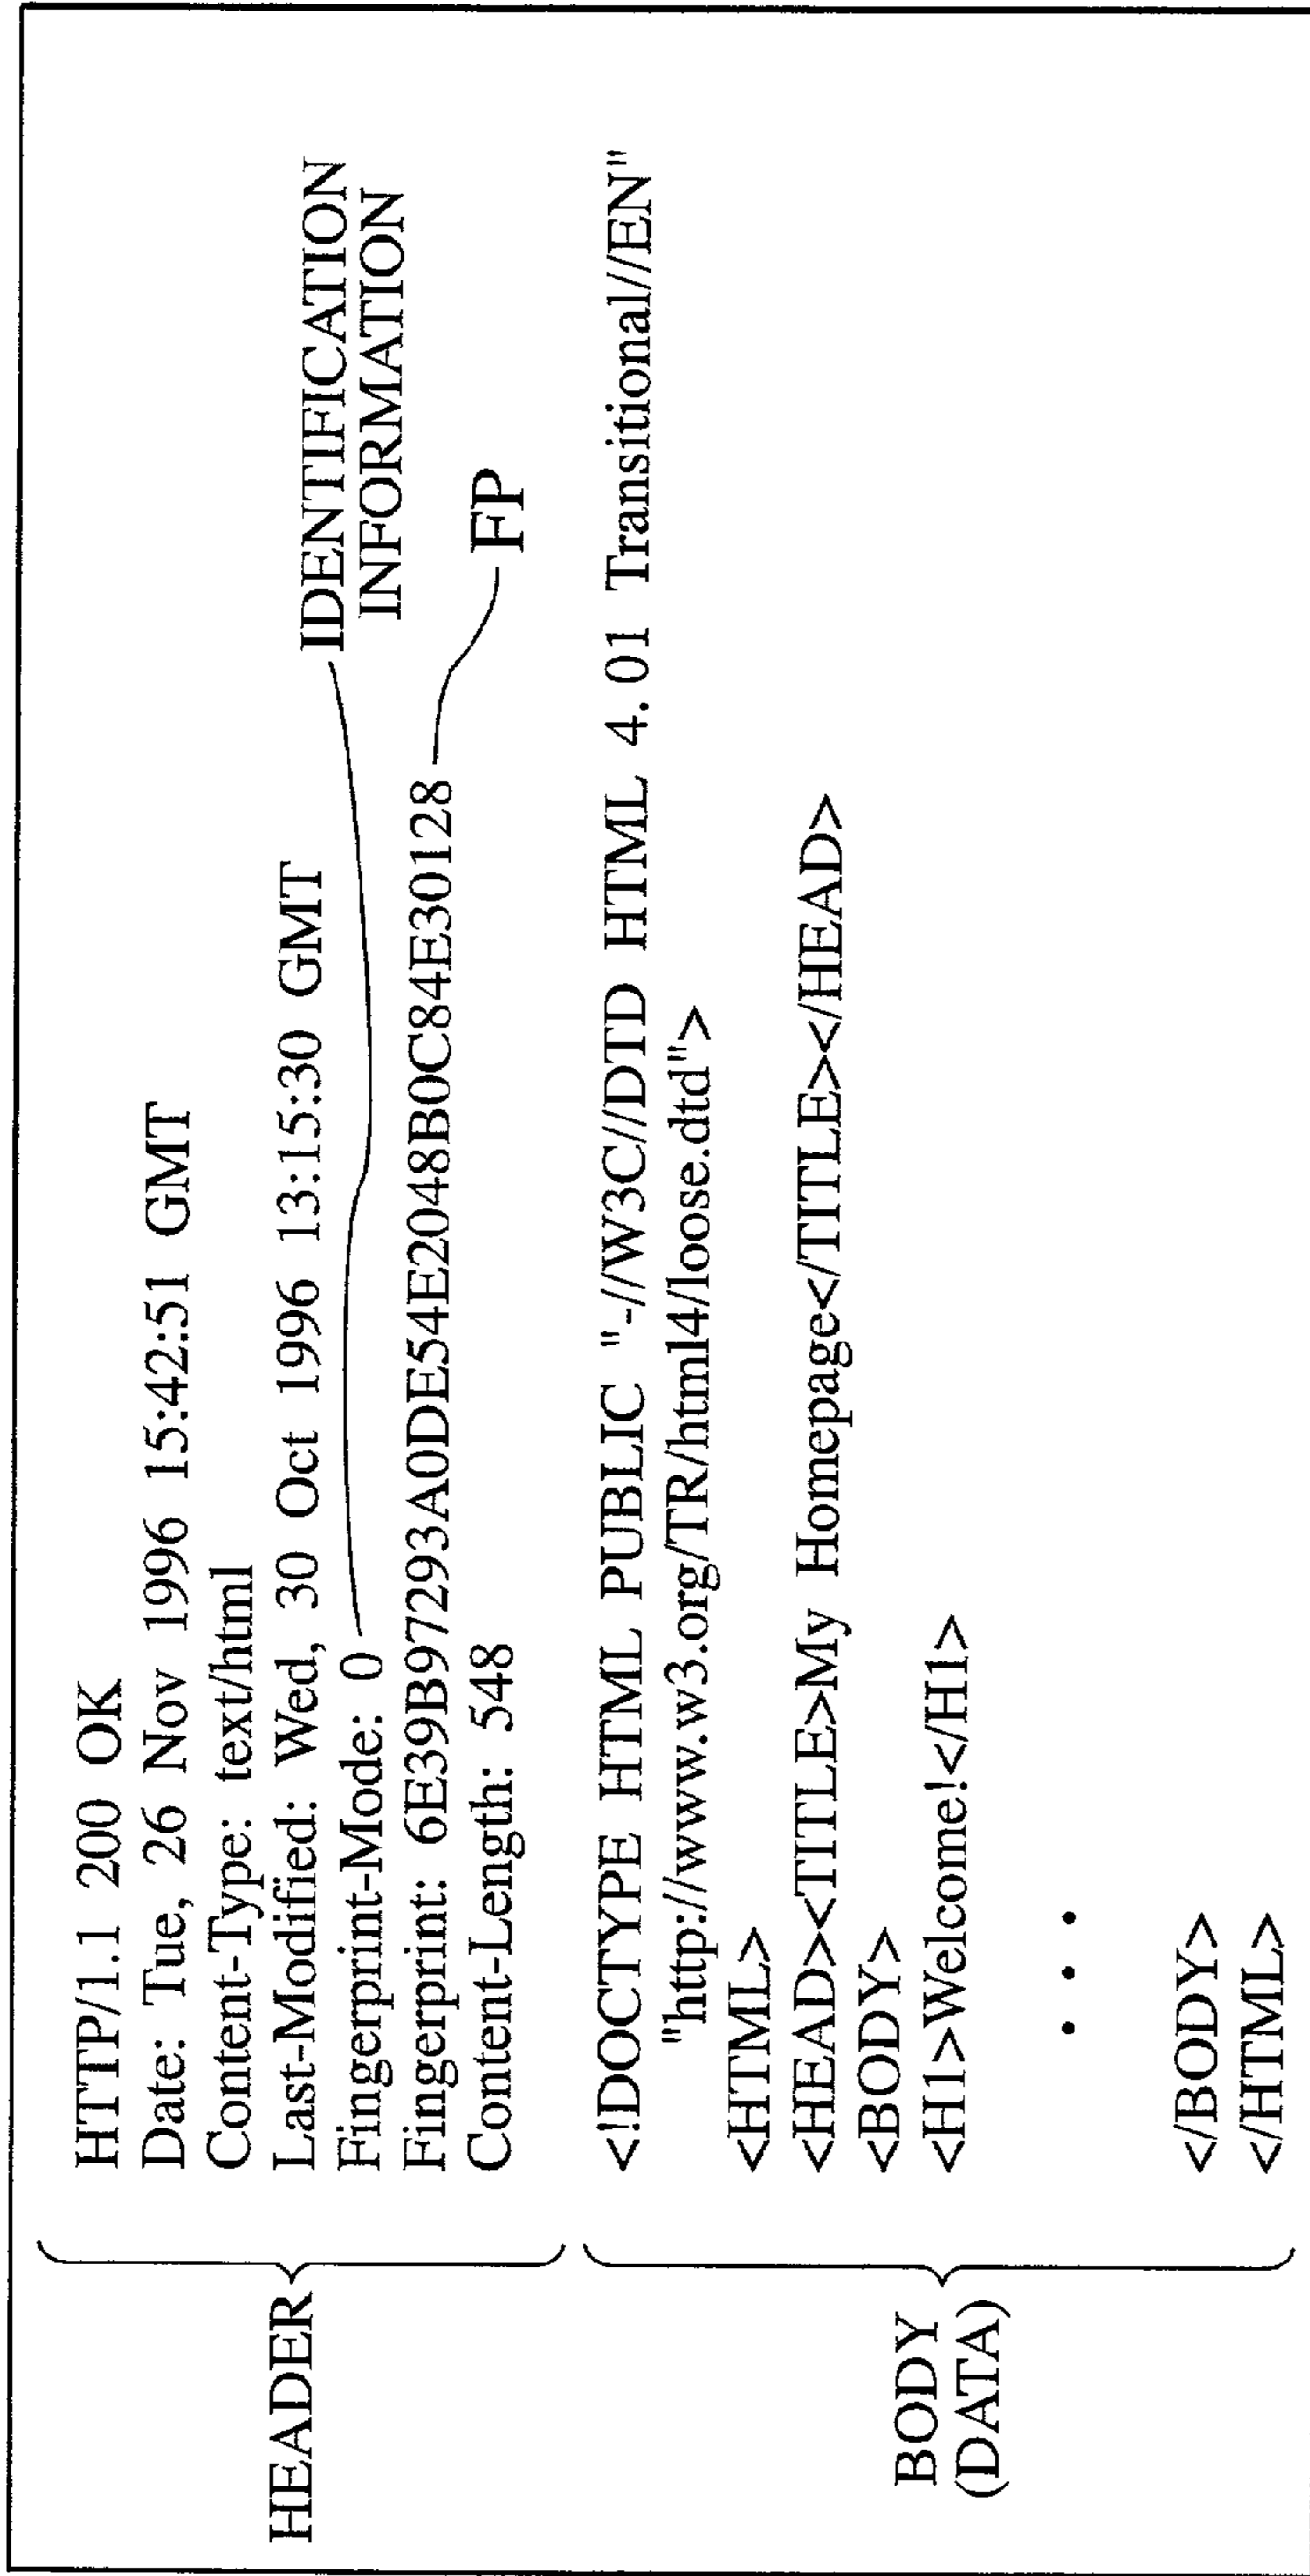 HEADER
HTTP/1.1 200 OK
Date: Tue, 26 Nov 1996 15:42:51 GMT
Content-Type: text/html
Last-Modified: Wed, 30 Oct 1996 13:15:30 GMT
Fingerprint-Mode: 0
IDENTIFICATION
INFORMATION
Fingerprint: 6E39B97293A0DE54E2048B0C84E30128
FP
Content-Length: 548
BODY
(DATA)
<!DOCTYPE HTML PUBLIC "-//W3C//DTD HTML 4. 01 Transitional//EN"
"http://www.w3.org/TR/html4/loose.dtd">
<HTML>
<HEAD><TITLE>My Homepage</TITLE></HEAD>
<BODY>
<H1>Welcome!</H1>
• • •
</BODY>
</HTML>